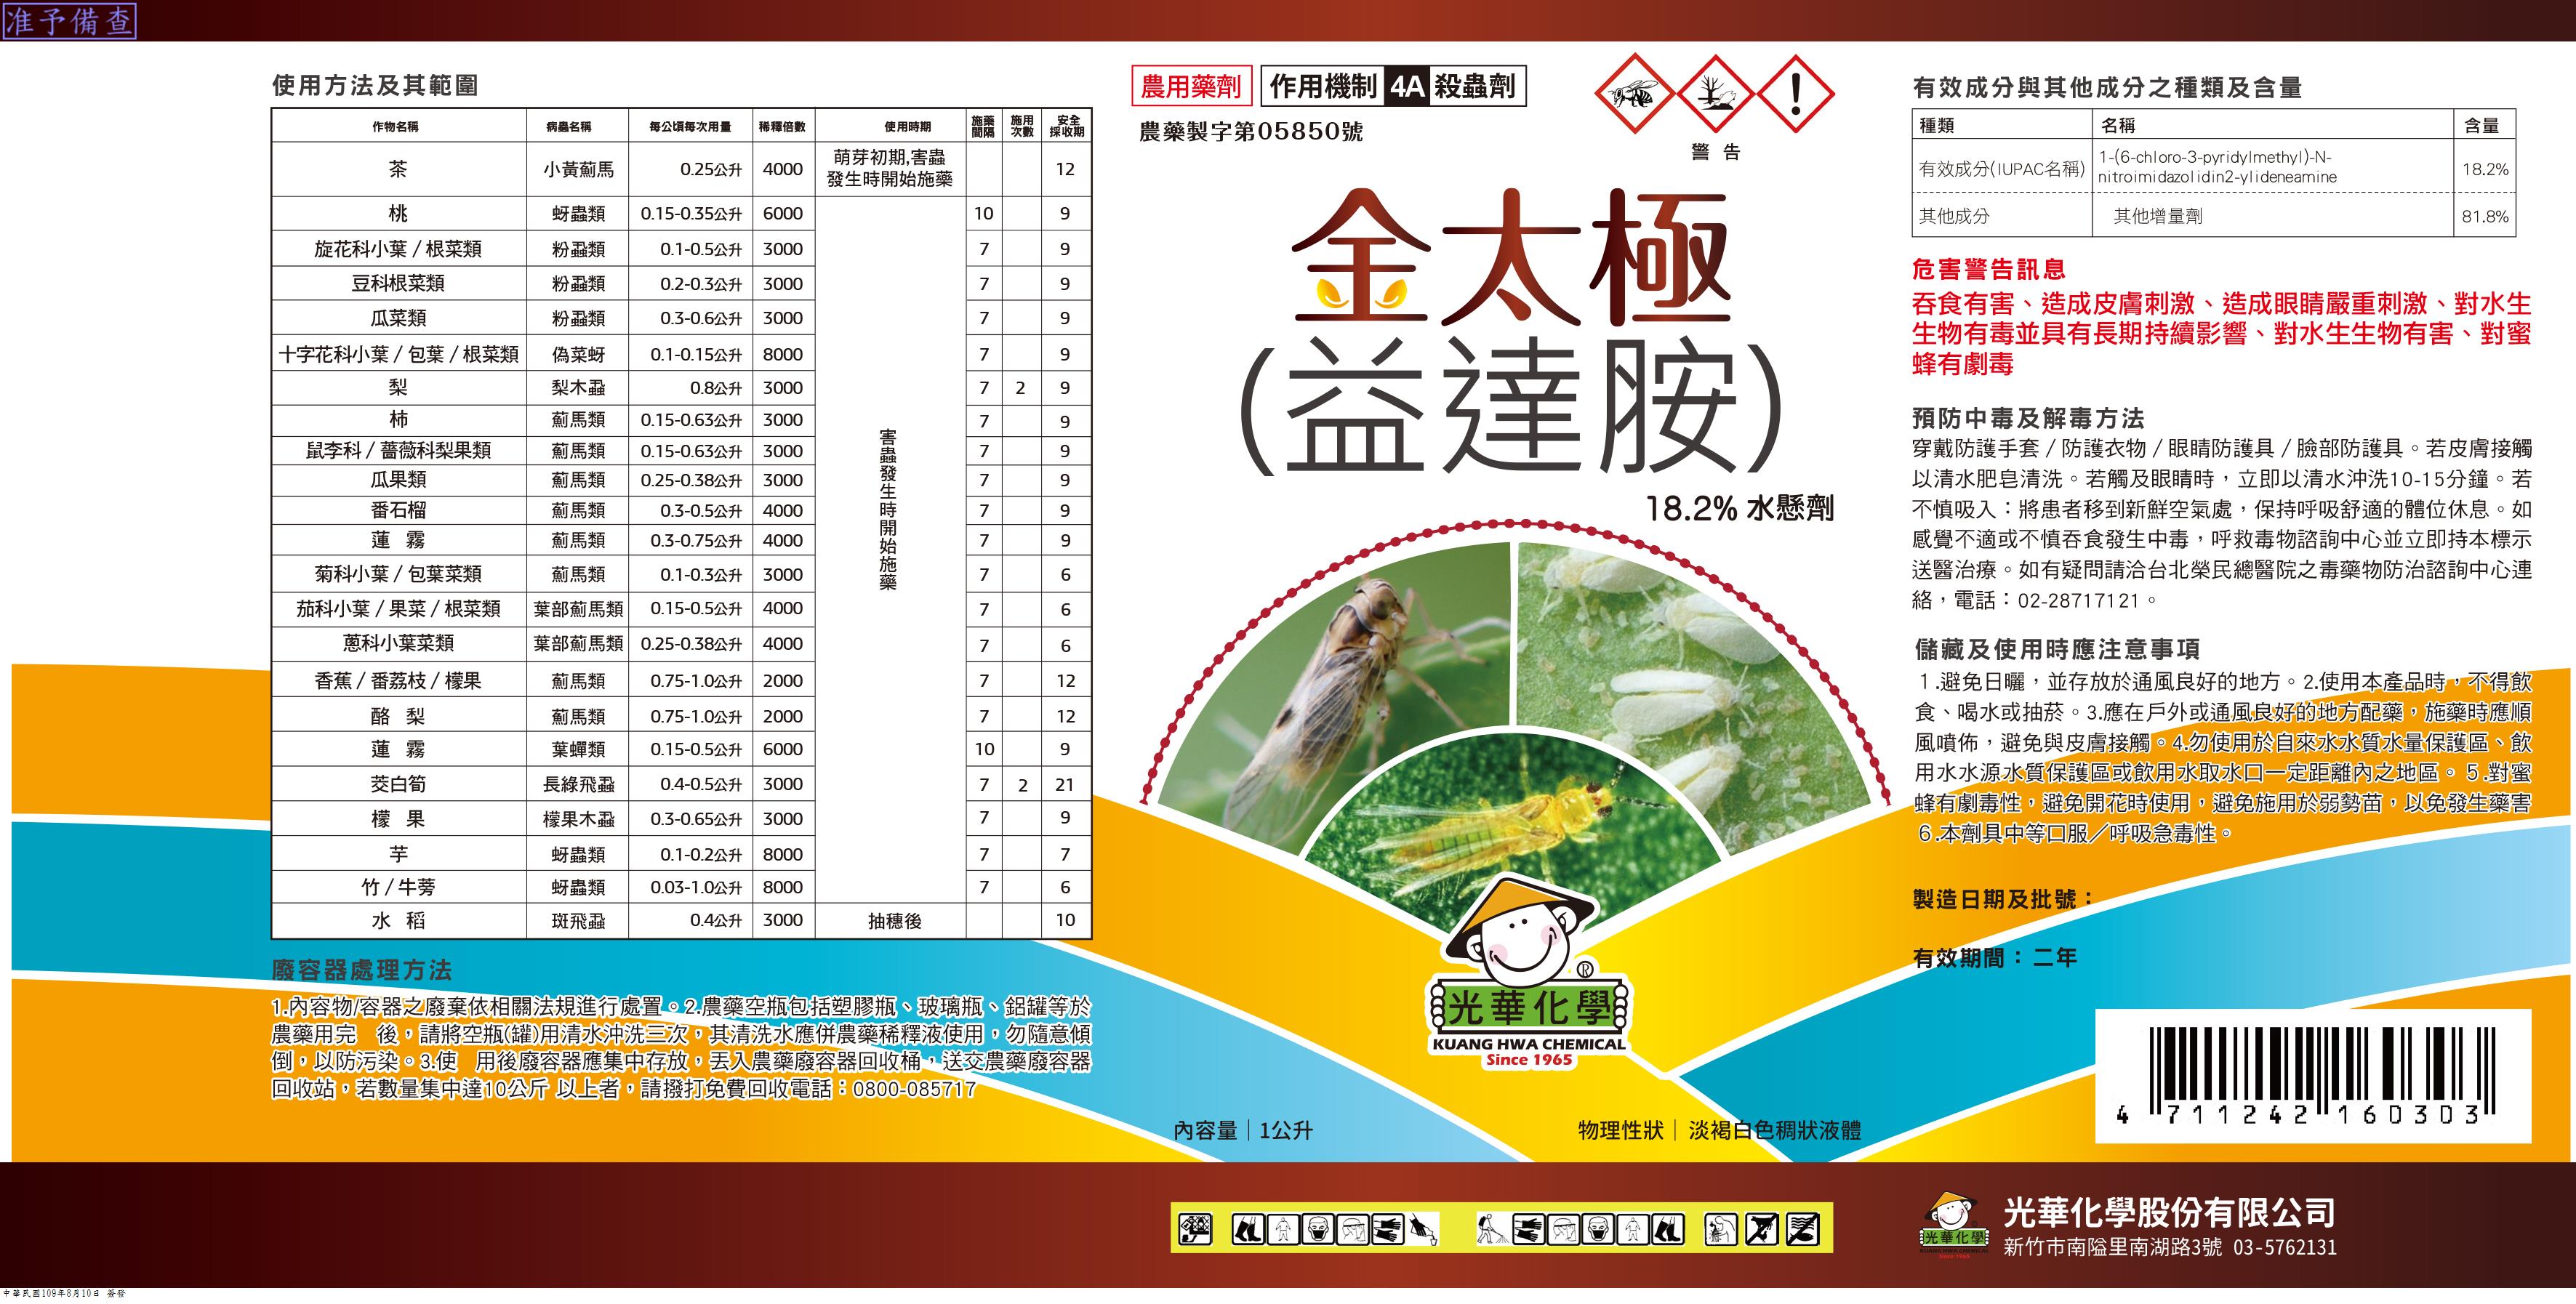 准予備查
使用方法及其範圍
作物名稱 病蟲名稱 每公頃每次用量 稀釋倍數 使用時期 施藥間隔 施用次數 安全採收期
茶 小黃薊馬 0.25公升 4000 萌芽初期,害蟲發生時開始施藥 12
桃 蚜蟲類 0.15-0.35公升 6000 害蟲發生時開始施藥 10 9
旋花科小葉/根菜類 粉蝨類 0.1-0.5公升 3000 7 9
豆科根菜類 粉蝨類 0.2-0.3公升 3000 7 9
瓜菜類 粉蝨類 0.3-0.6公升 3000 7 9
十字花科小葉/包葉/根菜類 偽菜蚜 0.1-0.15公升 8000 7 9
梨 梨木蝨 0.8公升 3000 7 2 9
柿 薊馬類 0.15-0.63公升 3000 7 9
鼠李科/薔薇科梨果類 薊馬類 0.15-0.63公升 3000 7 9
瓜果類 薊馬類 0.25-0.38公升 3000 7 9
番石榴 薊馬類 0.3-0.5公升 4000 7 9
蓮 霧 薊馬類 0.3-0.75公升 4000 7 9
菊科小葉/包葉菜類 薊馬類 0.1-0.3公升 3000 7 6
茄科小葉/果菜/根菜類 葉部薊馬類 0.15-0.5公升 4000 7 6
蔥科小葉菜類 葉部薊馬類 0.25-0.38公升 4000 7 6
香蕉/番荔枝/檬果 薊馬類 0.75-1.0公升 2000 7 12
酪 梨 薊馬類 0.75-1.0公升 2000 7 12
蓮 霧 葉蟬類 0.15-0.5公升 6000 10 9
茭白筍 長綠飛蝨 0.4-0.5公升 3000 7 2 21
檬 果 檬果木蝨 0.3-0.65公升 3000 7 9
芋 蚜蟲類 0.1-0.2公升 8000 7 7
竹/牛蒡 蚜蟲類 0.03-1.0公升 8000 7 6
水 稻 斑飛蝨 0.4公升 3000 抽穗後 10
廢容器處理方法
1.內容物/容器之廢棄依相關法規進行處置。2.農藥空瓶包括塑膠瓶、玻璃瓶、鋁罐等於
農藥用完 後，請將空瓶(罐)用清水沖洗三次，其清洗水應併農藥稀釋液使用，勿隨意傾
倒，以防污染。3.使 用後廢容器應集中存放，丟入農藥廢容器回收桶，送交農藥廢容器
回收站，若數量集中達10公斤 以上者，請撥打免費回收電話：0800-085717
農用藥劑 作用機制 4A 殺蟲劑
農藥製字第05850號
警 告
金太極
(益達胺)
18.2% 水懸劑
®
光華化學
KUANG HWA CHEMICAL
Since 1965
內容量｜1公升
物理性狀｜淡褐白色稠狀液體
有效成分與其他成分之種類及含量
種類 名稱 含量
有效成分(IUPAC名稱) 1-(6-chloro-3-pyridylmethyl)-N-
nitroimidazolidin2-ylideneamine 18.2%
其他成分 其他增量劑 81.8%
危害警告訊息
吞食有害、造成皮膚刺激、造成眼睛嚴重刺激、對水生
生物有毒並具有長期持續影響、對水生生物有害、對蜜
蜂有劇毒
預防中毒及解毒方法
穿戴防護手套/防護衣物/眼睛防護具/臉部防護具。若皮膚接觸
以清水肥皂清洗。若觸及眼睛時，立即以清水沖洗10-15分鐘。若
不慎吸入：將患者移到新鮮空氣處，保持呼吸舒適的體位休息。如
感覺不適或不慎吞食發生中毒，呼救毒物諮詢中心並立即持本標示
送醫治療。如有疑問請洽台北榮民總醫院之毒藥物防治諮詢中心連
絡，電話：02-28717121。
儲藏及使用時應注意事項
1.避免日曬，並存放於通風良好的地方。2.使用本產品時，不得飲
食、喝水或抽菸。3.應在戶外或通風良好的地方配藥，施藥時應順
風噴佈，避免與皮膚接觸。4.勿使用於自來水水質水量保護區、飲
用水水源水質保護區或飲用水取水口一定距離內之地區。5.對蜜
蜂有劇毒性，避免開花時使用，避免施用於弱勢苗，以免發生藥害
6.本劑具中等口服／呼吸急毒性。
製造日期及批號：
有效期間：二年
4 711242 160303
光華化學
KUANG HWA CHEMICAL
Since 1965
光華化學股份有限公司
新竹市南隘里南湖路3號 03-5762131
中華民國109年8月10日 簽發